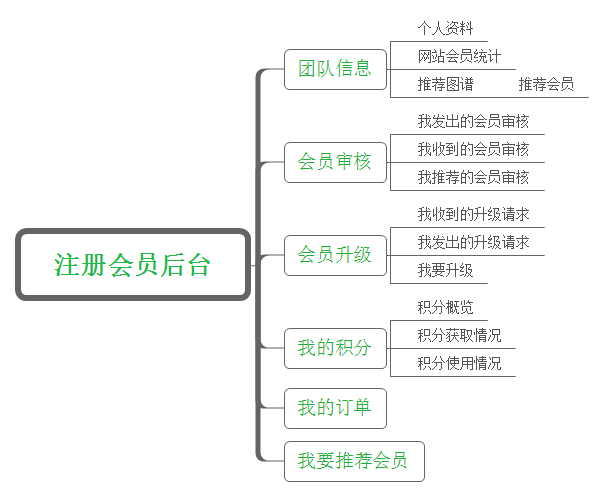 注册会员后台
团队信息
个人资料
网站会员统计
推荐图谱 推荐会员
会员审核
我发出的会员审核
我收到的会员审核
我推荐的会员审核
会员升级
我收到的升级请求
我发出的升级请求
我要升级
我的积分
积分概览
积分获取情况
积分使用情况
我的订单
我要推荐会员